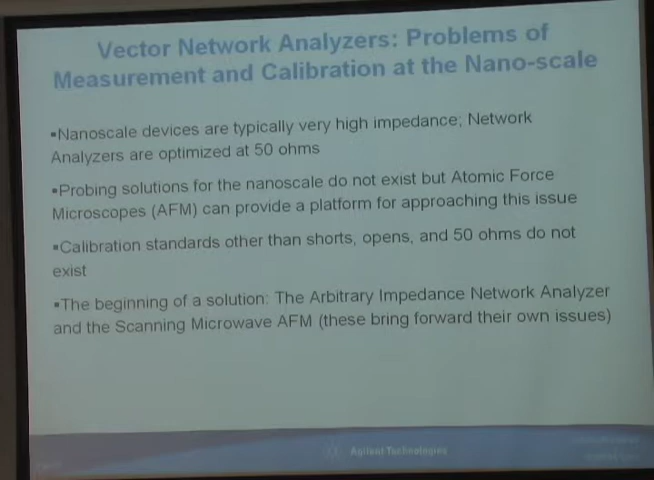 Vector Network Analyzers: Problems of
Measurement and Calibration at the Nano-scale
▪Nanoscale devices are typically very high impedance; Network
Analyzers are optimized at 50 ohms
▪Probing solutions for the nanoscale do not exist but Atomic Force
Microscopes (AFM) can provide a platform for approaching this issue
▪Calibration standards other than shorts, opens, and 50 ohms do not
exist
▪The beginning of a solution: The Arbitrary Impedance Network Analyzer
and the Scanning Microwave AFM (these bring forward their own issues)
Agilent Technologies